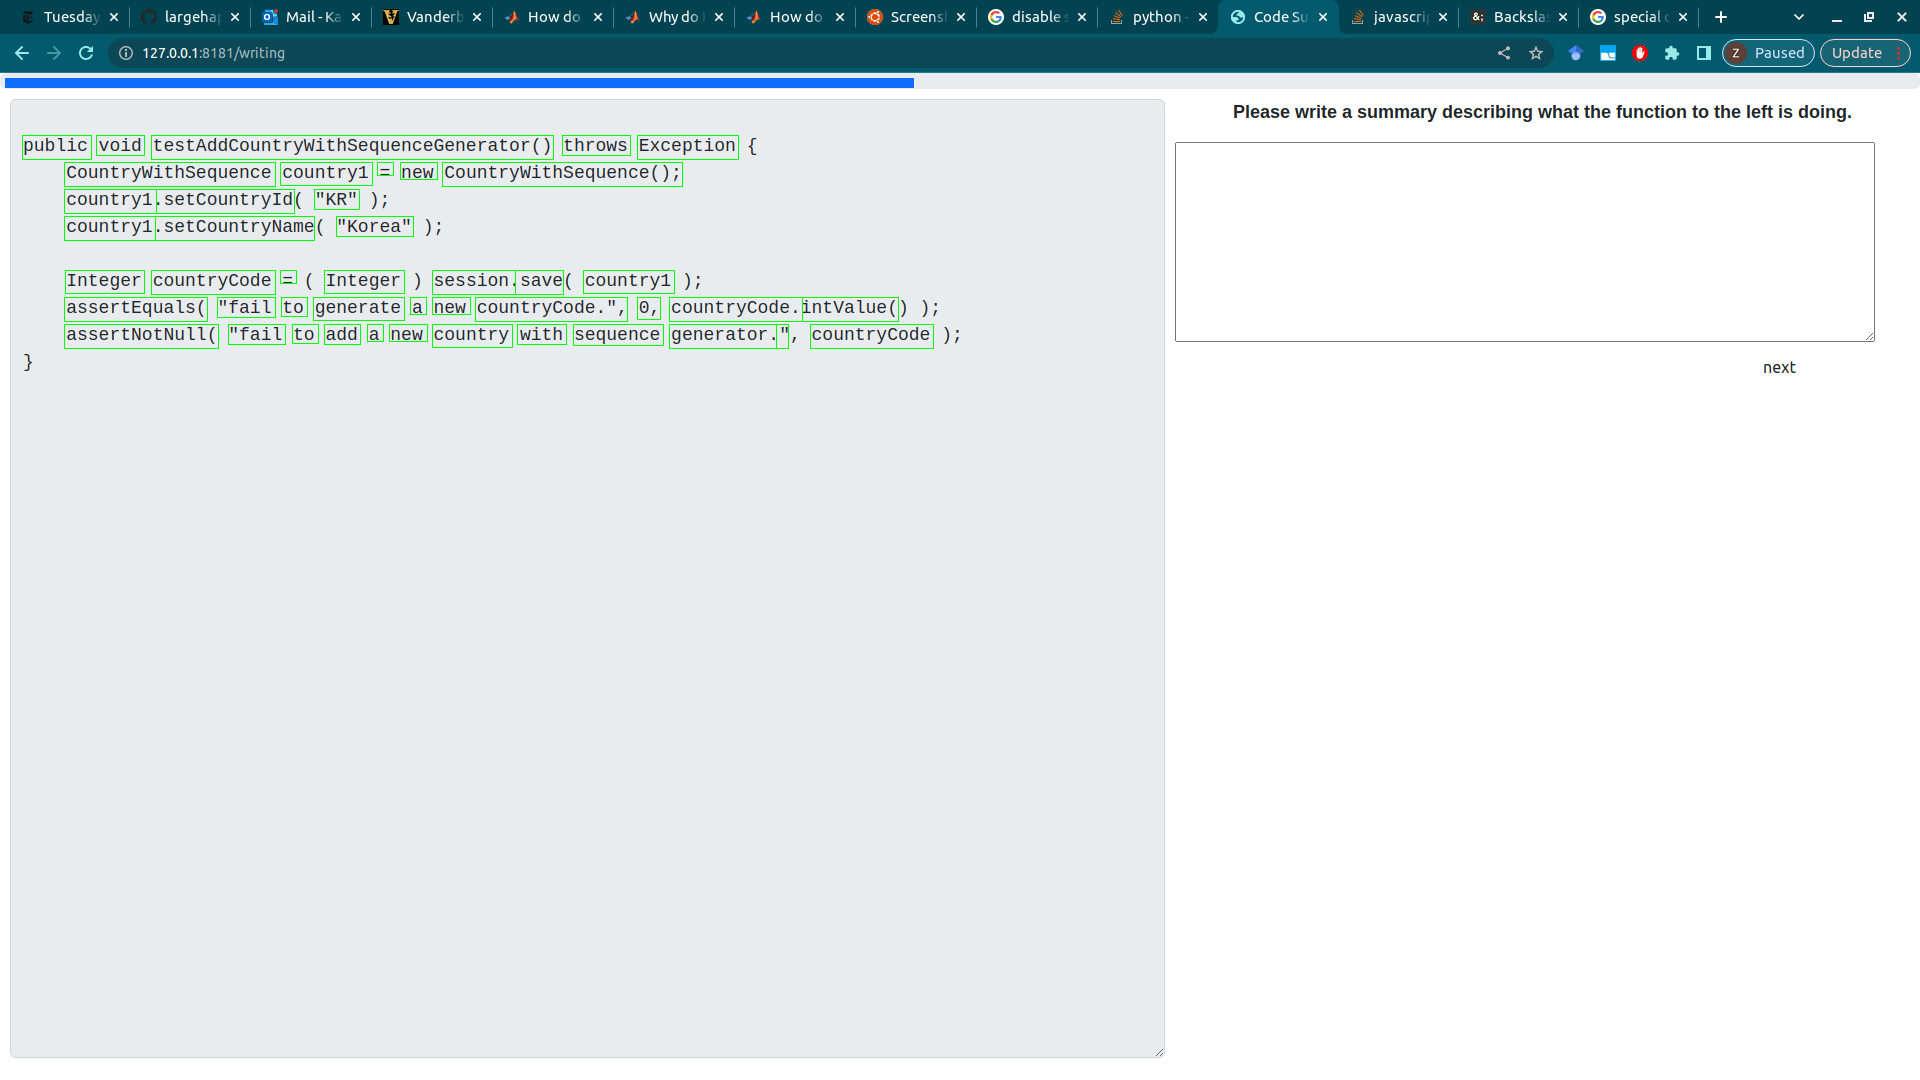 Tuesday largehap Mail - Ka Vanderb How do Why do How do Screens disable s python - Code Su javascrip Backsla special c
127.0.0.1:8181/writing Z Paused Update
Please write a summary describing what the function to the left is doing.
public void testAddCountryWithSequenceGenerator() throws Exception {
CountryWithSequence country1 = new CountryWithSequence();
country1.setCountryId( "KR" );
country1.setCountryName( "Korea" );
Integer countryCode = ( Integer ) session.save( country1 );
assertEquals( "fail to generate a new countryCode.", 0, countryCode.intValue() );
assertNotNull( "fail to add a new country with sequence generator.", countryCode );
}
next